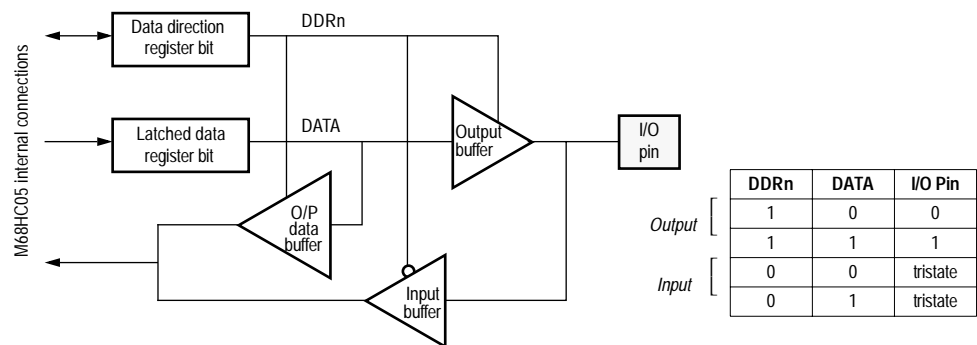 M68HC05 internal connections
Data direction
register bit
DDRn
Latched data
register bit
DATA
Output
buffer
I/O
pin
O/P
data
buffer
Input
buffer
DDRn DATA I/O Pin
Output 1 0 0
1 1 1
Input 0 0 tristate
0 1 tristate